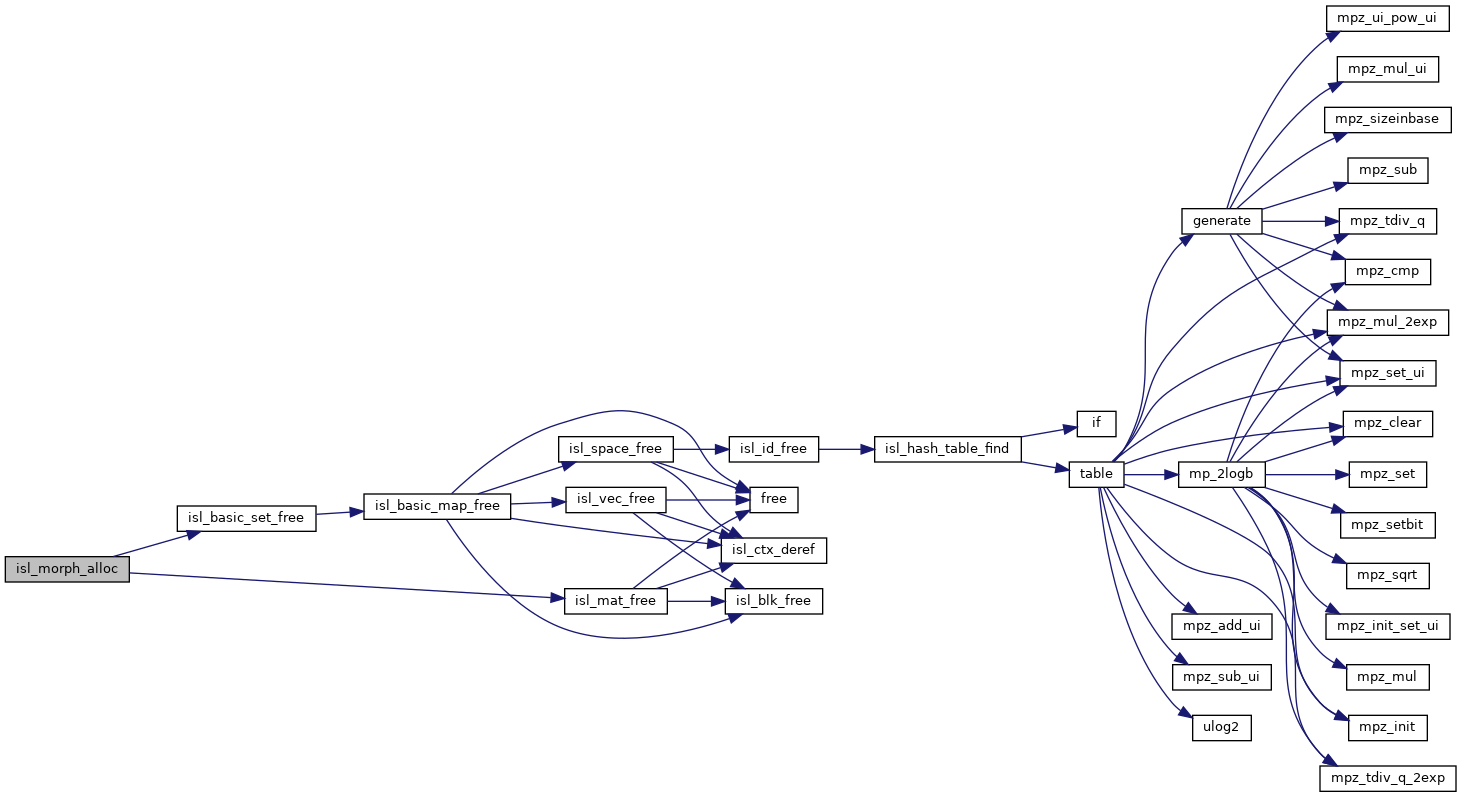 isl_morph_alloc
isl_basic_set_free
isl_basic_map_free
isl_space_free
isl_vec_free
isl_mat_free
isl_id_free
free
isl_ctx_deref
isl_blk_free
isl_hash_table_find
if
table
generate
mp_2logb
mpz_add_ui
mpz_sub_ui
ulog2
mpz_ui_pow_ui
mpz_mul_ui
mpz_sizeinbase
mpz_sub
mpz_tdiv_q
mpz_cmp
mpz_mul_2exp
mpz_set_ui
mpz_clear
mpz_set
mpz_setbit
mpz_sqrt
mpz_init_set_ui
mpz_mul
mpz_init
mpz_tdiv_q_2exp